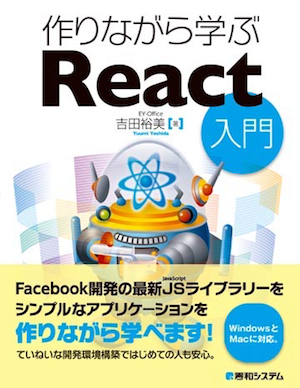 作りながら学ぶ
React
入門
EY-Office
吉田裕美【著】
Yuumi Yoshida
JavaScript
Facebook開発の最新JSライブラリーを
シンプルなアプリケーションを
作りながら学べます!
ていねいな開発環境構築ではじめての人も安心。
Windowsと
Macに対応。
秀和システム